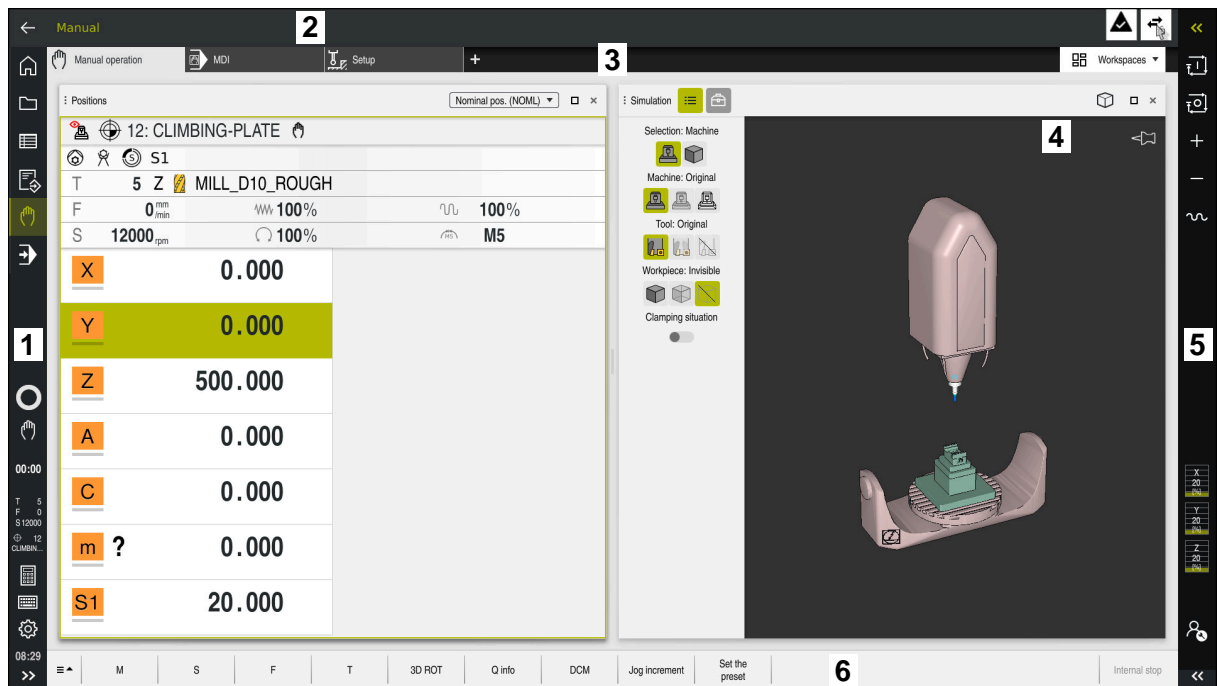 Manual
2
Manual operation
MDI
Setup
+
3
Workspaces
Positions
Nominal pos. (NOML)
Simulation
12: CLIMBING-PLATE
S1
T 5 Z MILL_D10_ROUGH
F 0 mm/min 100% 100%
S 12000 rpm 100% M5
X 0.000
Y 0.000
Z 500.000
A 0.000
C 0.000
m ? 0.000
S1 20.000
Selection: Machine
Machine: Original
Tool: Original
Workpiece: Invisible
Clamping situation
4
1
00:00
T 5
F 0
S 12000
12
CLIMBIN...
08:29
5
X
20
[%]
Y
20
[%]
Z
20
[%]
M
S
F
T
3D ROT
Q info
DCM
Jog increment
Set the
preset
6
Internal stop